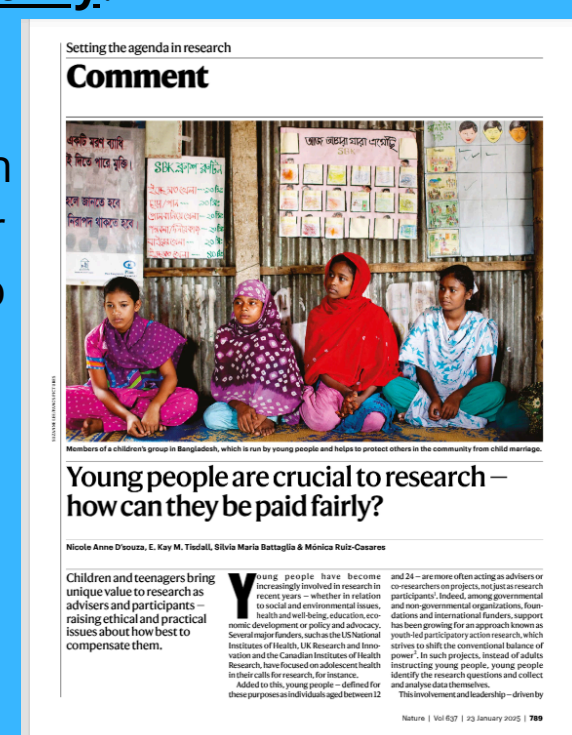 y.
n
Setting the agenda in research
Comment
একটি মরণ ব্যাধি
ই দিতে পারে মুক্তি।
হলে জানতে হবে
নিরাপদ থাকতে হবে।
SBK
Members of a children's group in Bangladesh, which is run by young people and helps to protect others in the community from child marriage.
Young people are crucial to research —
how can they be paid fairly?
Nicole Anne D'souza, E. Kay M. Tisdall, Silvia Maria Battaglia & Mónica Ruiz-Casares
Children and teenagers bring
unique value to research as
advisers and participants —
raising ethical and practical
issues about how best to
compensate them.
Young people have become
increasingly involved in research in
recent years — whether in relation
to social and environmental issues,
health and well-being, education, eco-
nomic development or policy and advocacy.
Several major funders, such as the US National
Institutes of Health, UK Research and Inno-
vation and the Canadian Institutes of Health
Research, have focused on adolescent health
in their calls for research, for instance.
Added to this, young people — defined for
these purposes as individuals aged between 12
and 24 — are more often acting as advisers or
co-researchers on projects, not just as research
participants¹. Indeed, among governmental
and non-governmental organizations, foun-
dations and international funders, support
has been growing for an approach known as
youth-led participatory action research, which
strives to shift the conventional balance of
power². In such projects, instead of adults
instructing young people, young people
identify the research questions and collect
and analyse data themselves.
This involvement and leadership — driven by
Nature | Vol 637 | 23 January 2025 | 789